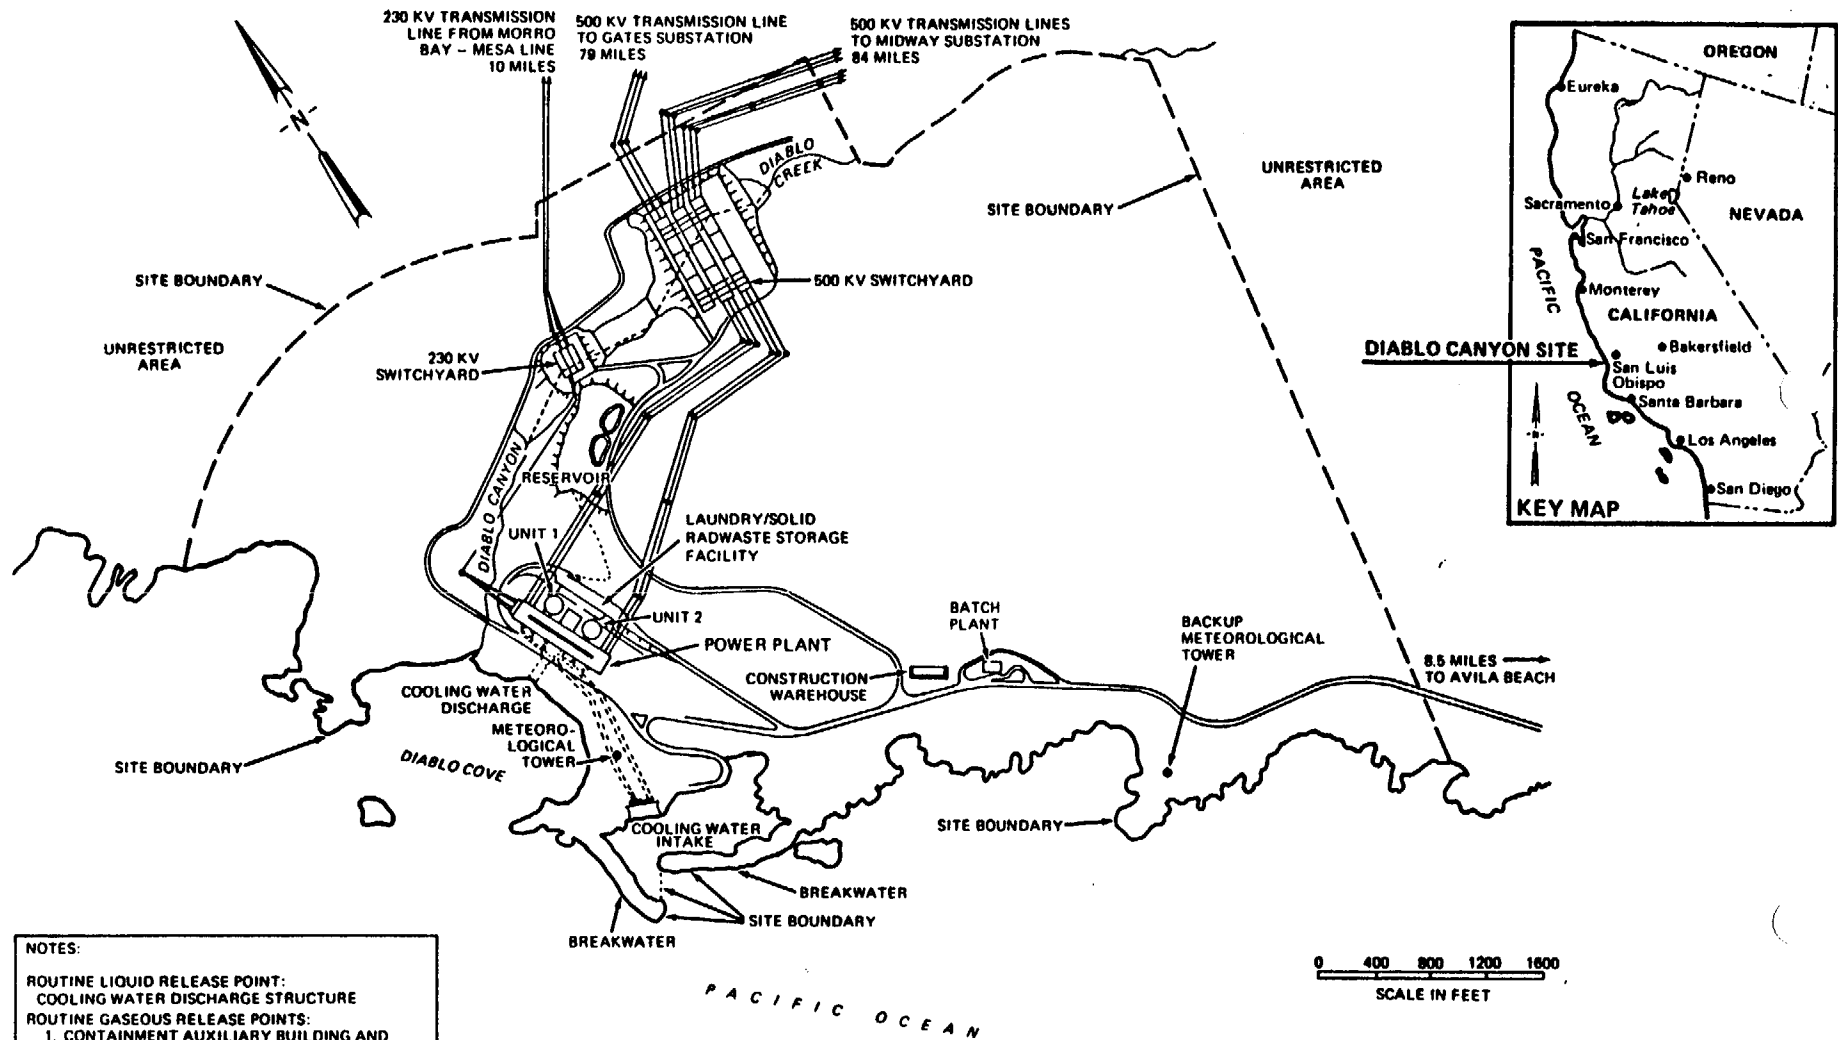 230 KV TRANSMISSION
LINE FROM MORRO
BAY – MESA LINE
10 MILES
500 KV TRANSMISSION LINE
TO GATES SUBSTATION
79 MILES
500 KV TRANSMISSION LINES
TO MIDWAY SUBSTATION
84 MILES
N
DIABLO
CREEK
UNRESTRICTED
AREA
SITE BOUNDARY
SITE BOUNDARY
500 KV SWITCHYARD
UNRESTRICTED
AREA
230 KV
SWITCHYARD
DIABLO CANYON
RESERVOIR
UNIT 1
LAUNDRY/SOLID
RADWASTE STORAGE
FACILITY
UNIT 2
POWER PLANT
BATCH
PLANT
BACKUP
METEOROLOGICAL
TOWER
CONSTRUCTION
WAREHOUSE
8.5 MILES
TO AVILA BEACH
COOLING WATER
DISCHARGE
METEORO-
LOGICAL
TOWER
DIABLO COVE
SITE BOUNDARY
COOLING WATER
INTAKE
SITE BOUNDARY
BREAKWATER
SITE BOUNDARY
BREAKWATER
PACIFIC OCEAN
0 400 800 1200 1600
SCALE IN FEET
NOTES:
ROUTINE LIQUID RELEASE POINT:
COOLING WATER DISCHARGE STRUCTURE
ROUTINE GASEOUS RELEASE POINTS:
1. CONTAINMENT AUXILIARY BUILDING AND
OREGON
Eureka
Reno
Lake
Tahoe
Sacramento
NEVADA
San Francisco
PACIFIC
Monterey
CALIFORNIA
DIABLO CANYON SITE
Bakersfield
San Luis
Obispo
OCEAN
Santa Barbara
Los Angeles
San Diego
KEY MAP